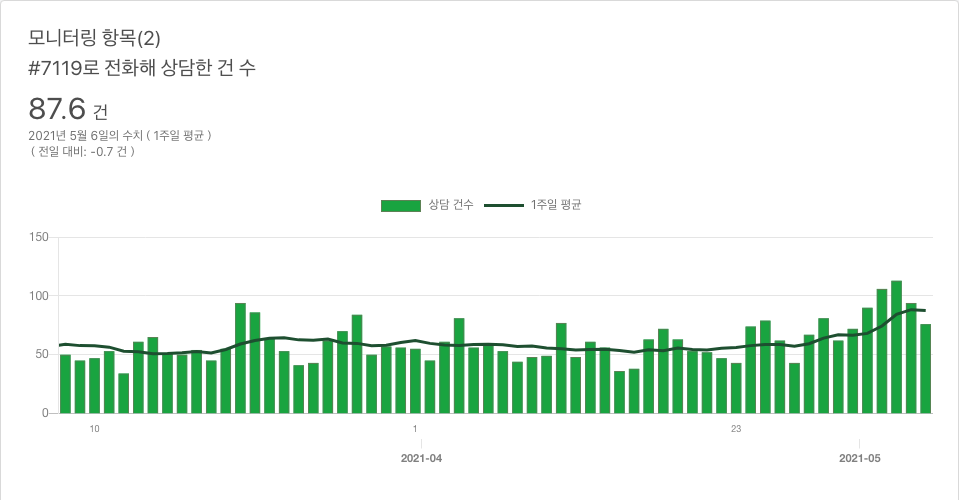 모니터링 항목(2)
#7119로 전화해 상담한 건 수
87.6 건
2021년 5월 6일의 수치 ( 1주일 평균 )
( 전일 대비: -0.7 건 )
상담 건수 1주일 평균
150
100
50
0
10 1 23
2021-04 2021-05